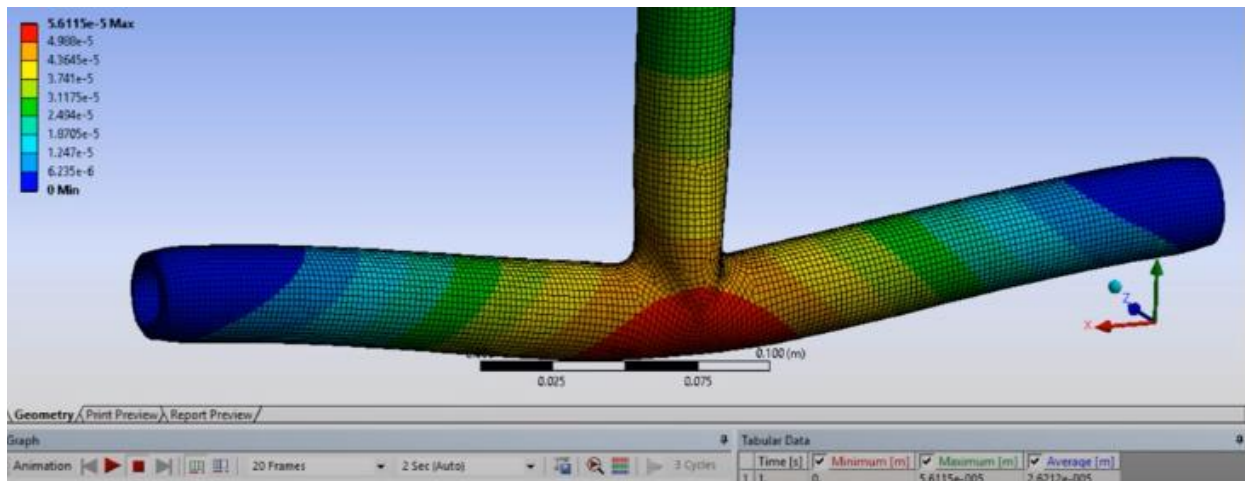 5.6115e-5 Max
4.988e-5
4.3645e-5
3.741e-5
3.1175e-5
2.494e-5
1.8705e-5
1.247e-5
6.235e-6
0 Min
Z
X
0.100 (m)
0.025 0.075
Geometry Print Preview Report Preview
Graph
Animation 20 Frames 2 Sec (Auto) 3 Cycles
Tabular Data
Time [s] Minimum [m] Maximum [m] Average [m]
1 1. 0. 5.6115e-005 2.6212e-005